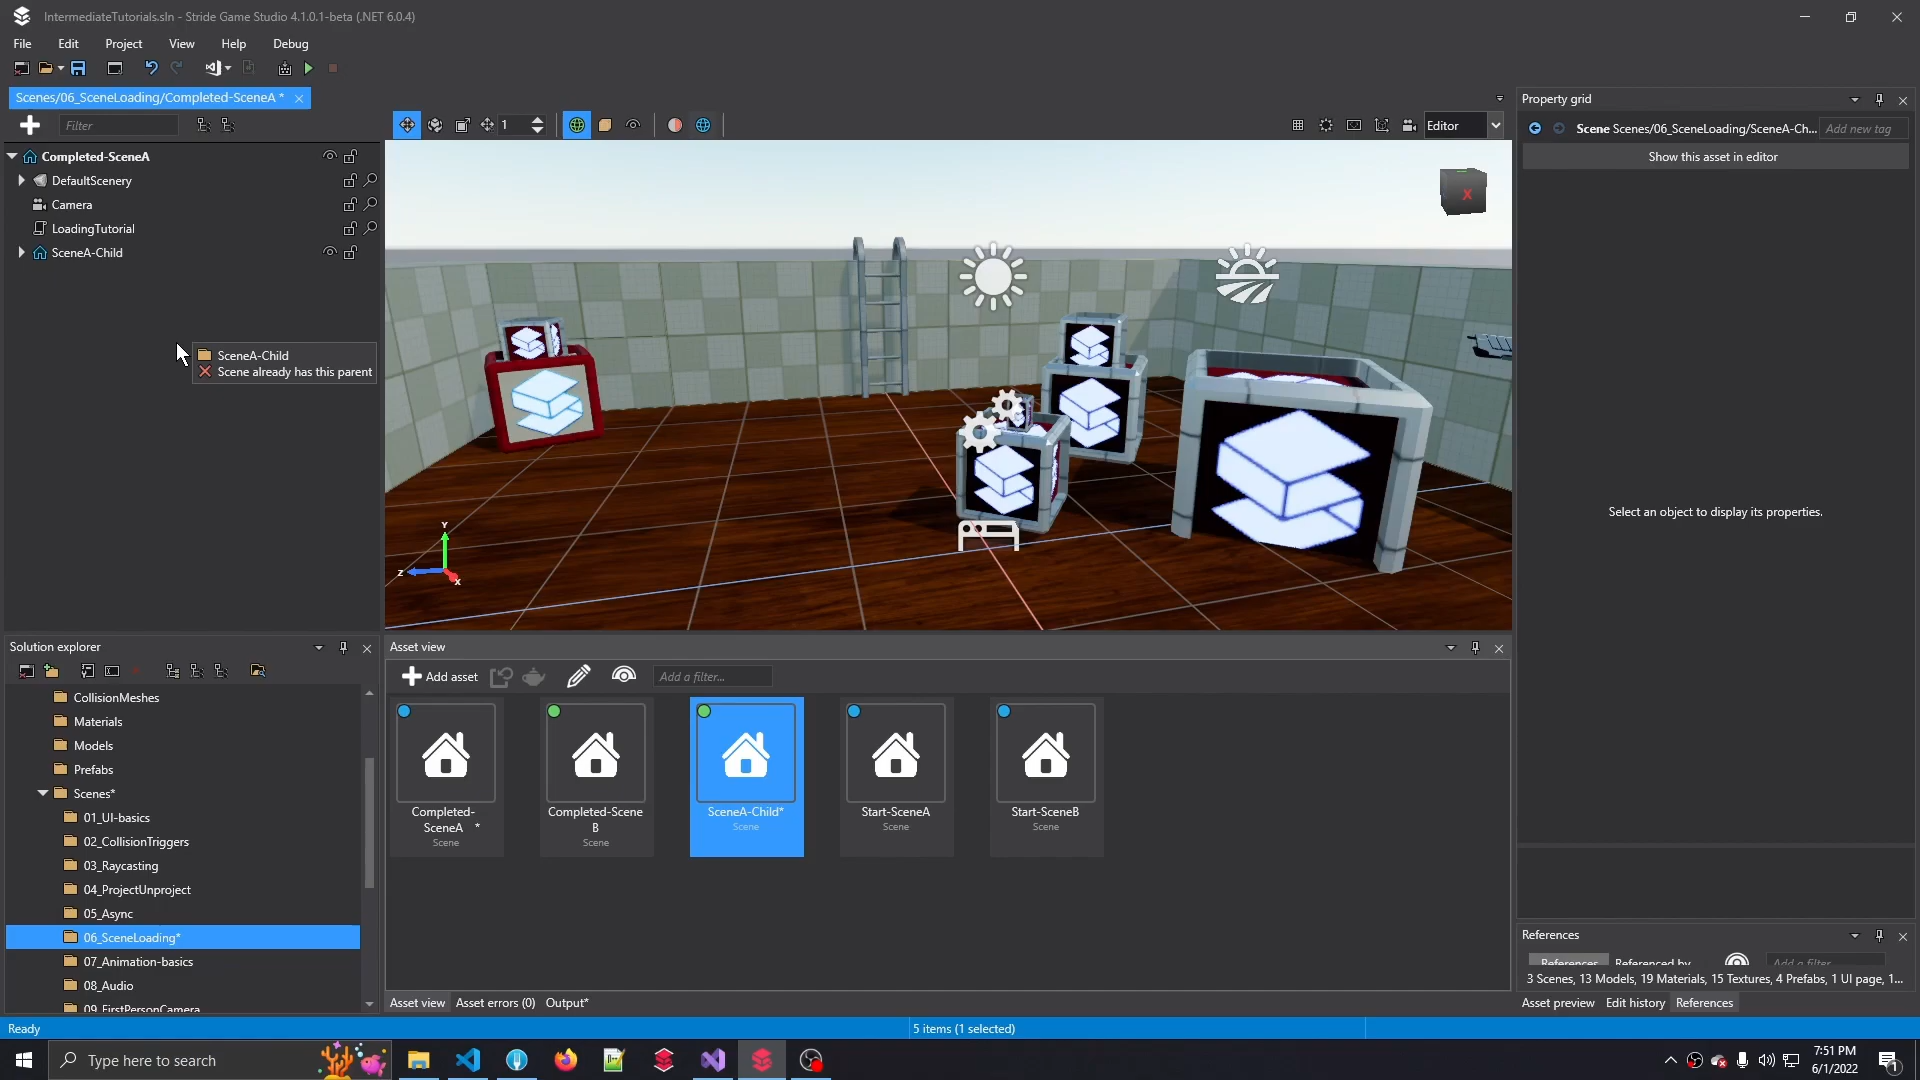 IntermediateTutorials.sln - Stride Game Studio 4.1.0.1-beta (.NET 6.0.4)
File Edit Project View Help Debug
Scenes/06_SceneLoading/Completed-SceneA *
Filter
1
Editor
Completed-SceneA
DefaultScenery
Camera
LoadingTutorial
SceneA-Child
SceneA-Child
Scene already has this parent
X
Y
Z
X
Property grid
Scene Scenes/06_SceneLoading/SceneA-Ch...
Add new tag
Show this asset in editor
Select an object to display its properties.
Solution explorer
CollisionMeshes
Materials
Models
Prefabs
Scenes*
01_UI-basics
02_CollisionTriggers
03_Raycasting
04_ProjectUnproject
05_Async
06_SceneLoading*
07_Animation-basics
08_Audio
09_FirstPersonCamera
Asset view
Add asset
Add a filter...
Completed-
SceneA *
Scene
Completed-Scene
B
Scene
SceneA-Child*
Scene
Start-SceneA
Scene
Start-SceneB
Scene
Asset view Asset errors (0) Output*
References
References Referenced by
Add a filter...
3 Scenes, 13 Models, 19 Materials, 15 Textures, 4 Prefabs, 1 UI page, 1...
Asset preview Edit history References
Ready
5 items (1 selected)
Type here to search
7:51 PM
6/1/2022
1